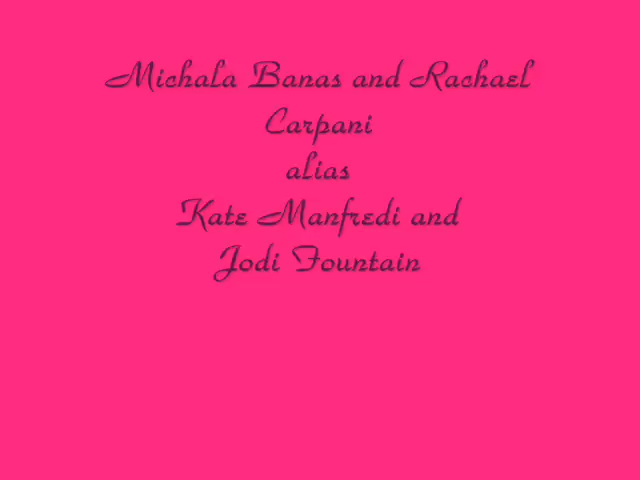 Michala Banas and Rachael
Carpani
alias
Kate Manfredi and
Jodi Fountain